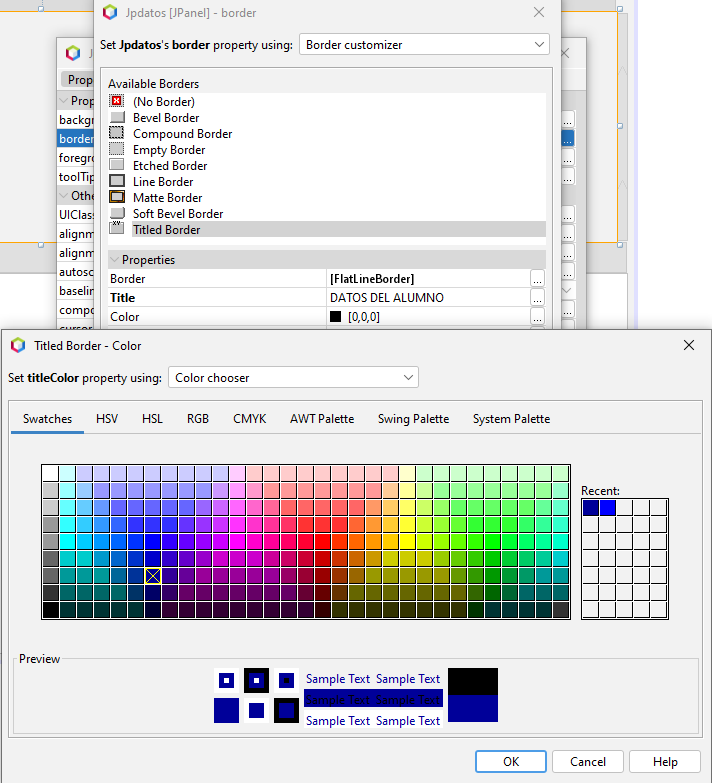 Jpdatos [JPanel] - border
Set Jpdatos's border property using: Border customizer
Available Borders
(No Border)
Bevel Border
Compound Border
Empty Border
Etched Border
Line Border
Matte Border
Soft Bevel Border
XY Titled Border
Properties
Border [FlatLineBorder] ...
Title DATOS DEL ALUMNO ...
Color [0,0,0] ...
J
Prop
Prop
backg ...
border ...
foregro ...
toolTip ...
Othe
UIClass ...
alignm ...
alignm ...
autosc ...
baselin
compo ...
cursor
Titled Border - Color
Set titleColor property using: Color chooser
Swatches HSV HSL RGB CMYK AWT Palette Swing Palette System Palette
Recent:
Preview
Sample Text Sample Text
Sample Text Sample Text
Sample Text Sample Text
OK Cancel Help